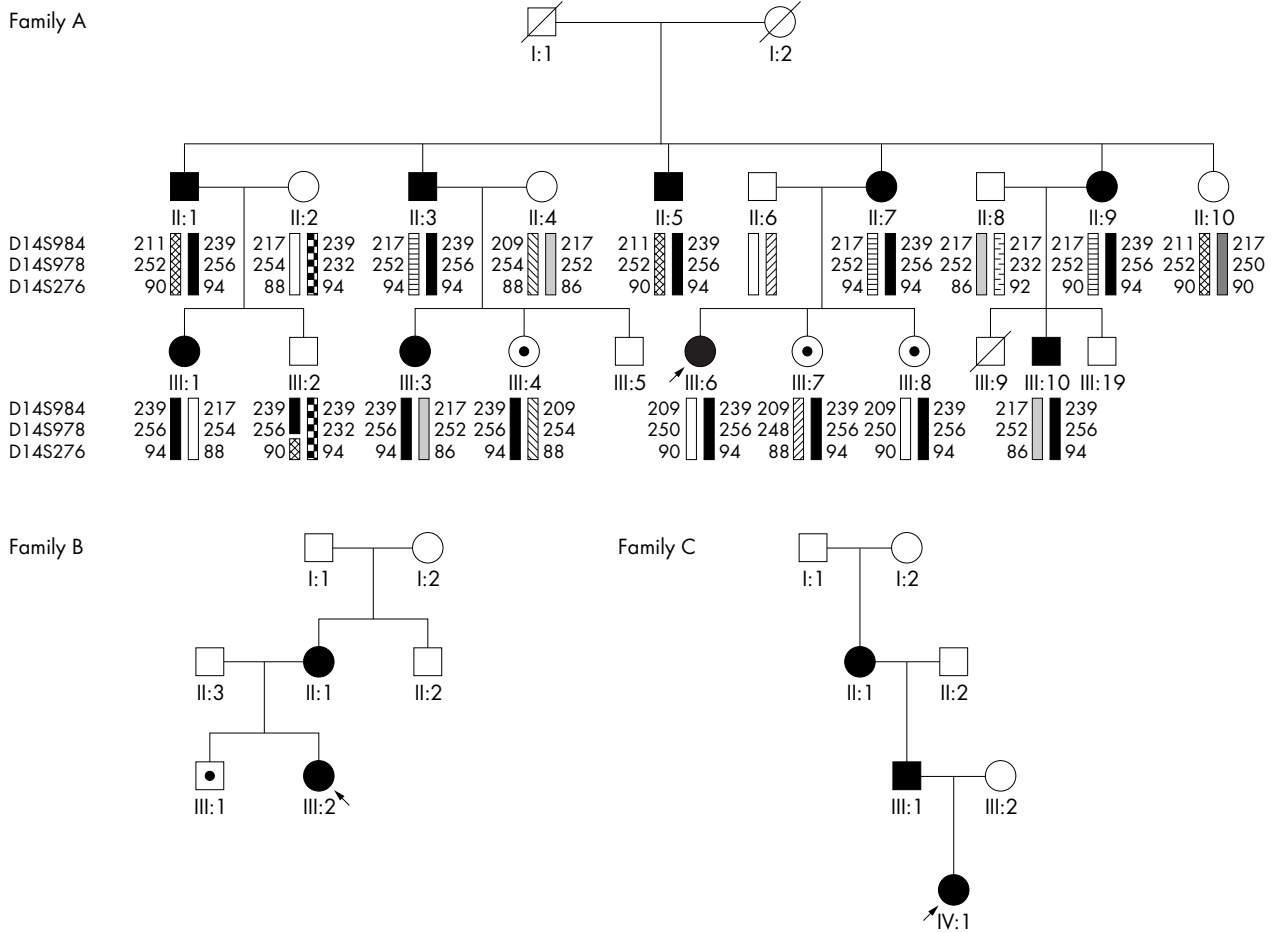 Family A
I:1 I:2
II:1 II:2 II:3 II:4 II:5 II:6 II:7 II:8 II:9 II:10
D14S984 211 239 217 239 217 239 209 217 211 239 217 239 217 217 217 239 211 217
D14S978 252 256 254 232 252 256 254 252 252 256 252 256 252 232 252 256 252 250
D14S276 90 94 88 94 94 94 88 86 90 94 94 94 86 92 90 94 90 90
III:1 III:2 III:3 III:4 III:5 III:6 III:7 III:8 III:9 III:10 III:19
D14S984 239 217 239 239 239 217 239 209 209 239 209 239 209 239 217 239
D14S978 256 254 256 232 256 252 256 254 250 256 248 256 250 256 252 256
D14S276 94 88 90 94 94 86 94 88 90 94 88 94 90 94 86 94
Family B
I:1 I:2
II:3 II:1 II:2
III:1 III:2
Family C
I:1 I:2
II:1 II:2
III:1 III:2
IV:1